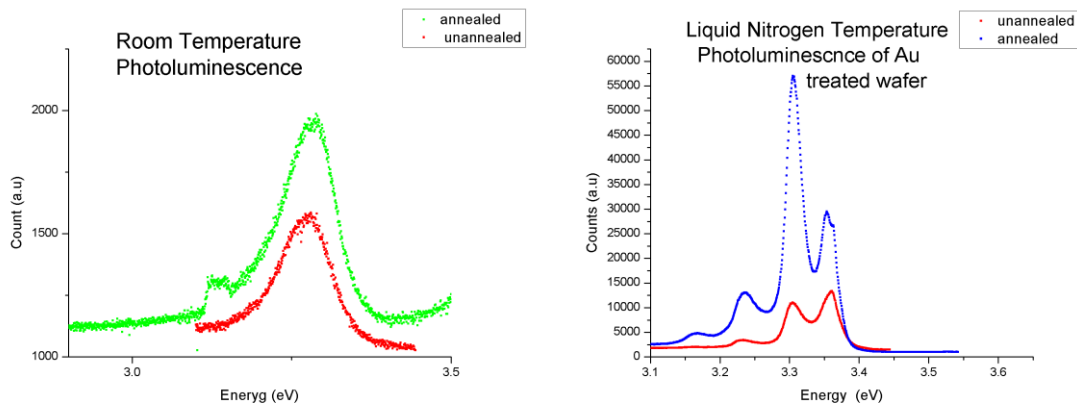 annealed
unannealed
Room Temperature
Photoluminescence
2000
1500
1000
Count (a.u)
3.0
3.5
Eneryg (eV)
unannealed
annealed
Liquid Nitrogen Temperature
Photoluminescnce of Au
treated wafer
60000
55000
50000
45000
40000
35000
30000
25000
20000
15000
10000
5000
0
Counts (a.u)
3.1
3.2
3.3
3.4
3.5
3.6
Energy (eV)